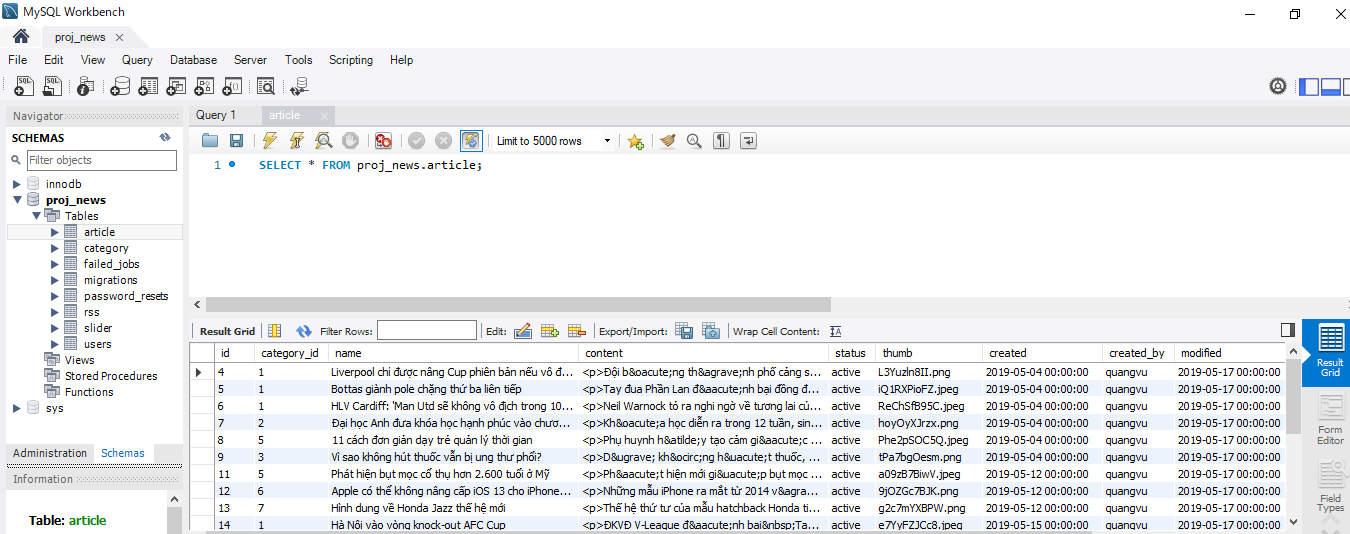 MySQL Workbench
proj_news
File Edit View Query Database Server Tools Scripting Help
Navigator
SCHEMAS
Filter objects
innodb
proj_news
Tables
article
category
failed_jobs
migrations
password_resets
rss
slider
users
Views
Stored Procedures
Functions
sys
Administration Schemas
Information
Table: article
Query 1 article
Limit to 5000 rows
1 SELECT * FROM proj_news.article;
Result Grid Filter Rows: Edit: Export/Import: Wrap Cell Content:
id category_id name content status thumb created created_by modified
4 1 Liverpool chỉ được nâng Cup phiên bản nếu vô đ... <p>Đội b&oacute;ng th&agrave;nh phố cảng s... active L3Yuzln8II.png 2019-05-04 00:00:00 quangvu 2019-05-17 00:00:00
5 1 Bottas giành pole chặng thứ ba liên tiếp <p>Tay đua Phần Lan đ&aacute;nh bại đồng đ... active iQ1RXPioFZ.jpeg 2019-05-04 00:00:00 quangvu 2019-05-17 00:00:00
6 1 HLV Cardiff: 'Man Utd sẽ không vô địch trong 10... <p>Neil Warnock tỏ ra nghi ngờ về tương lai củ... active ReChSfB95C.jpeg 2019-05-04 00:00:00 quangvu 2019-05-17 00:00:00
7 2 Đại học Anh đưa khóa học hạnh phúc vào chươ... <p>Kh&oacute;a học diễn ra trong 12 tuần, sin... active hoyOyXJrzx.png 2019-05-04 00:00:00 quangvu 2019-05-17 00:00:00
8 5 11 cách đơn giản dạy trẻ quản lý thời gian <p>Phụ huynh h&atilde;y tạo cảm gi&aacute;c ... active Phe2pSOC5Q.jpeg 2019-05-04 00:00:00 quangvu 2019-05-17 00:00:00
9 3 Vì sao không hút thuốc vẫn bị ung thư phổi? <p>D&ugrave; kh&ocirc;ng h&uacute;t thuốc, ... active tPa7bgOesm.png 2019-05-04 00:00:00 quangvu 2019-05-17 00:00:00
11 5 Phát hiện bụt mọc cổ thụ hơn 2.600 tuổi ở Mỹ <p>Ph&aacute;t hiện mới gi&uacute;p bụt mọc ... active a09zB7BiwV.jpeg 2019-05-12 00:00:00 quangvu 2019-05-17 00:00:00
12 6 Apple có thể không nâng cấp iOS 13 cho iPhone... <p>Những mẫu iPhone ra mắt từ 2014 v&agrav... active 9jOZGc7BJK.png 2019-05-12 00:00:00 quangvu 2019-05-17 00:00:00
13 7 Hình dung về Honda Jazz thế hệ mới <p>Thế hệ thứ tư của mẫu hatchback Honda ti... active g2c7mYXBPW.png 2019-05-12 00:00:00 quangvu 2019-05-17 00:00:00
14 1 Hà Nội vào vòng knock-out AFC Cup <p>ĐKVĐ V-League đ&aacute;nh bại&nbsp;Ta... active e7YyFZJCc8.jpeg 2019-05-15 00:00:00 quangvu 2019-05-17 00:00:00
Result
Grid
Form
Editor
Field
Types